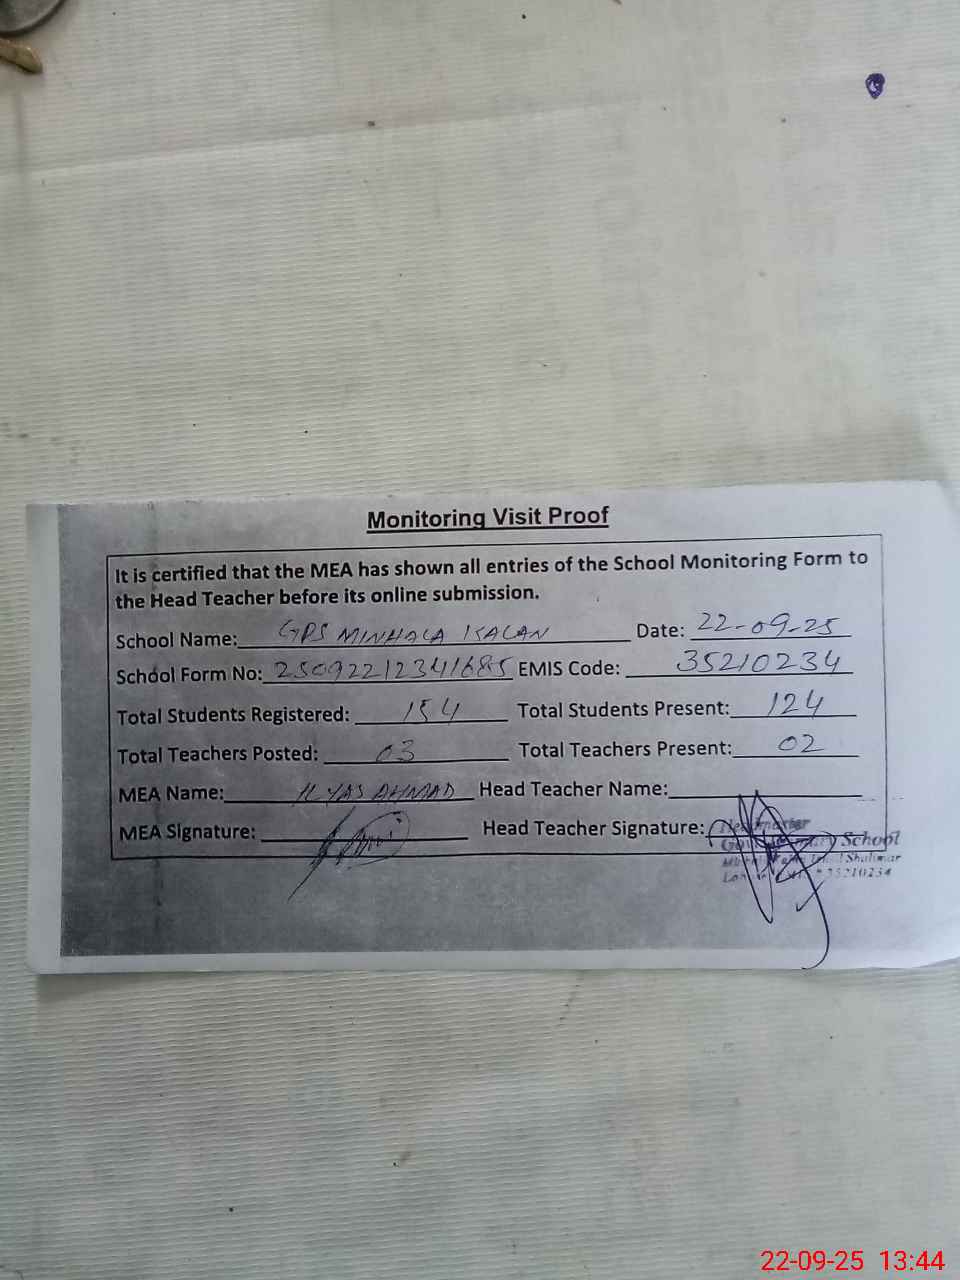 Monitoring Visit Proof
It is certified that the MEA has shown all entries of the School Monitoring Form to
the Head Teacher before its online submission.
School Name: GPS MINHALA KALAN Date: 22-09-25
School Form No: 25092212341685 EMIS Code: 35210234
Total Students Registered: 154 Total Students Present: 124
Total Teachers Posted: 03 Total Teachers Present: 02
MEA Name: ILYAS AHMAD Head Teacher Name:
MEA Signature: Head Teacher Signature:
Headmaster
School
Shalimar
35210234
22-09-25 13:44